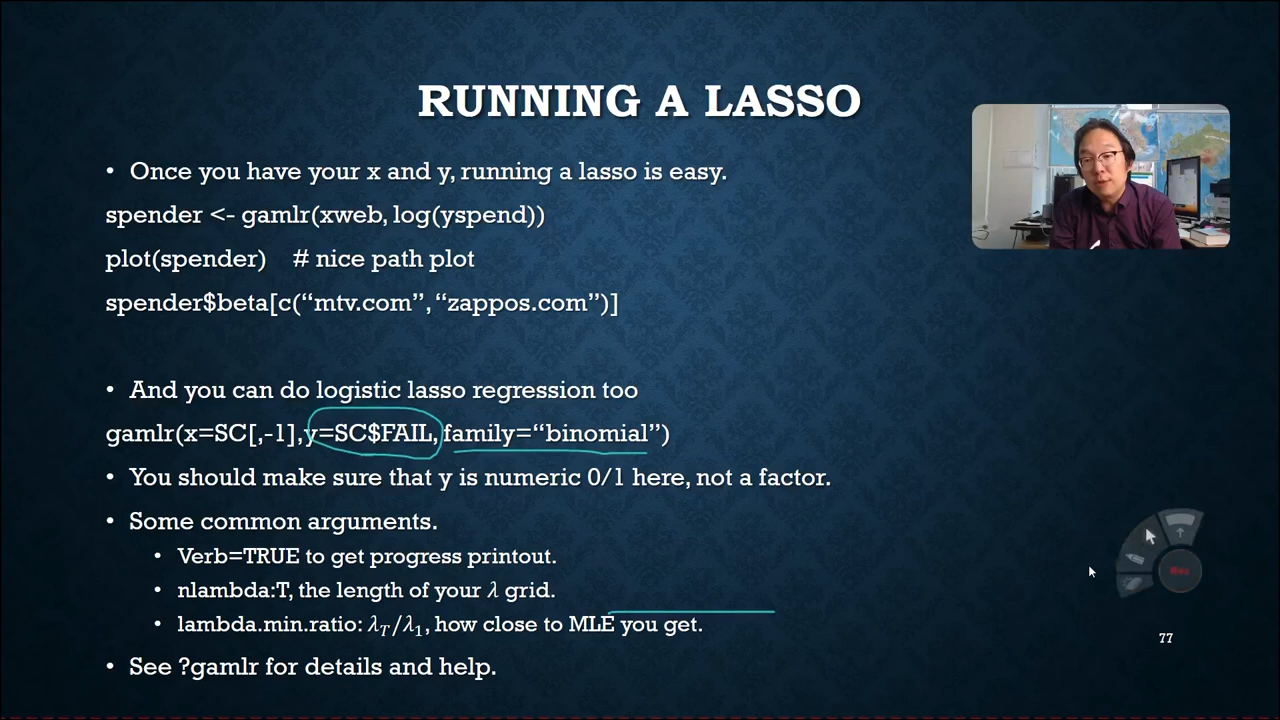 RUNNING A LASSO
• Once you have your x and y, running a lasso is easy.
spender <- gamlr(xweb, log(yspend))
plot(spender) # nice path plot
spender$beta[c(“mtv.com”, “zappos.com”)]
• And you can do logistic lasso regression too
gamlr(x=SC[,-1],y=SC$FAIL, family=“binomial”)
• You should make sure that y is numeric 0/1 here, not a factor.
• Some common arguments.
• Verb=TRUE to get progress printout.
• nlambda:T, the length of your λ grid.
• lambda.min.ratio: λ_T/λ_1, how close to MLE you get.
77
• See ?gamlr for details and help.